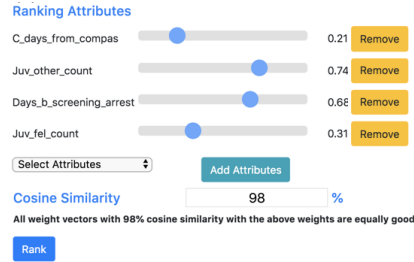 Ranking Attributes
C_days_from_compas 0.21 Remove
Juv_other_count 0.74 Remove
Days_b_screening_arrest 0.68 Remove
Juv_fel_count 0.31 Remove
Select Attributes Add Attributes
Cosine Similarity 98 %
All weight vectors with 98% cosine similarity with the above weights are equally good
Rank